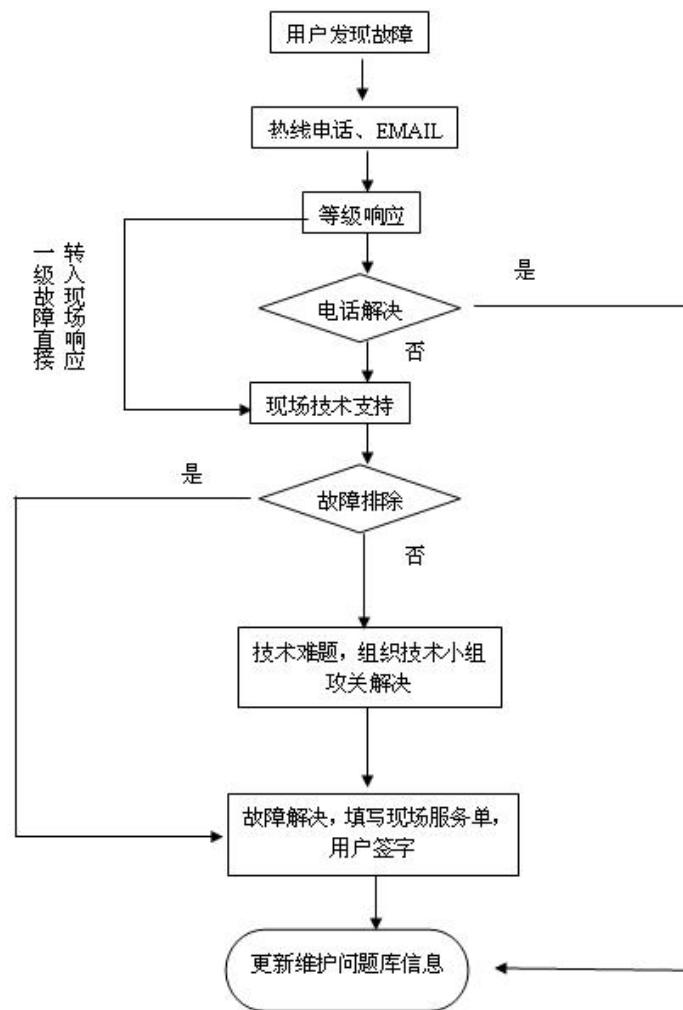 用户发现故障
热线电话、EMAIL
等级响应
转入现场响应
一级故障直接
是
电话解决
否
现场技术支持
是
故障排除
否
技术难题，组织技术小组
攻关解决
故障解决，填写现场服务单，
用户签字
更新维护问题库信息